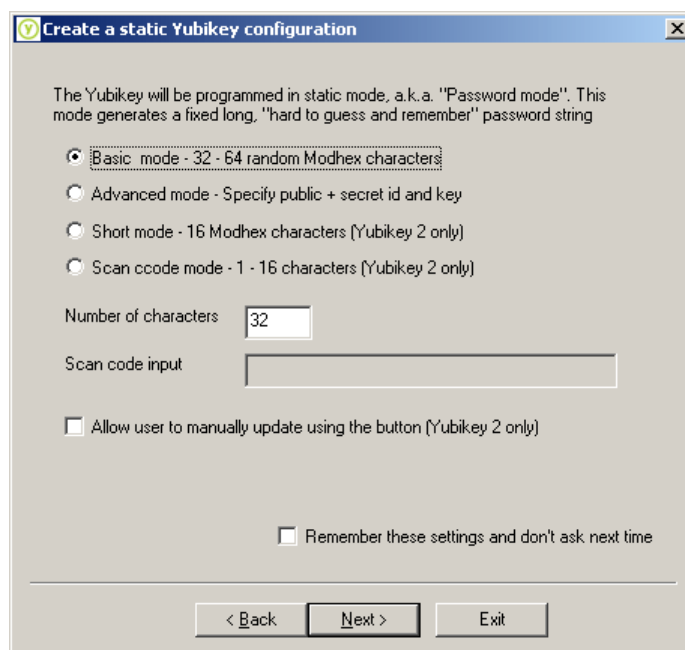 Create a static Yubikey configuration
The Yubikey will be programmed in static mode, a.k.a. "Password mode". This
mode generates a fixed long, "hard to guess and remember" password string
Basic mode - 32 - 64 random Modhex characters
Advanced mode - Specify public + secret id and key
Short mode - 16 Modhex characters (Yubikey 2 only)
Scan ccode mode - 1 - 16 characters (Yubikey 2 only)
Number of characters 32
Scan code input
Allow user to manually update using the button (Yubikey 2 only)
Remember these settings and don't ask next time
< Back Next > Exit